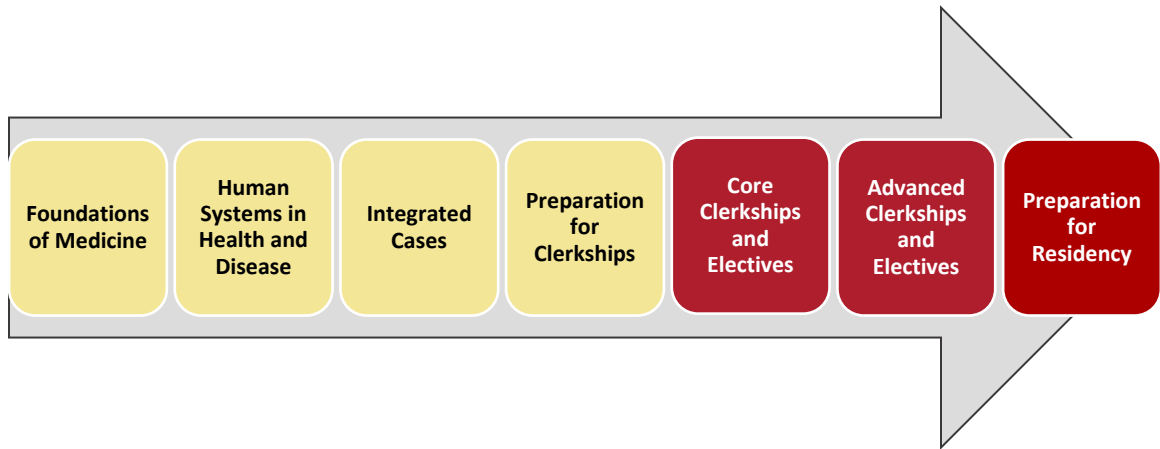 Foundations
of Medicine
Human
Systems in
Health and
Disease
Integrated
Cases
Preparation
for
Clerkships
Core
Clerkships
and
Electives
Advanced
Clerkships
and
Electives
Preparation
for
Residency